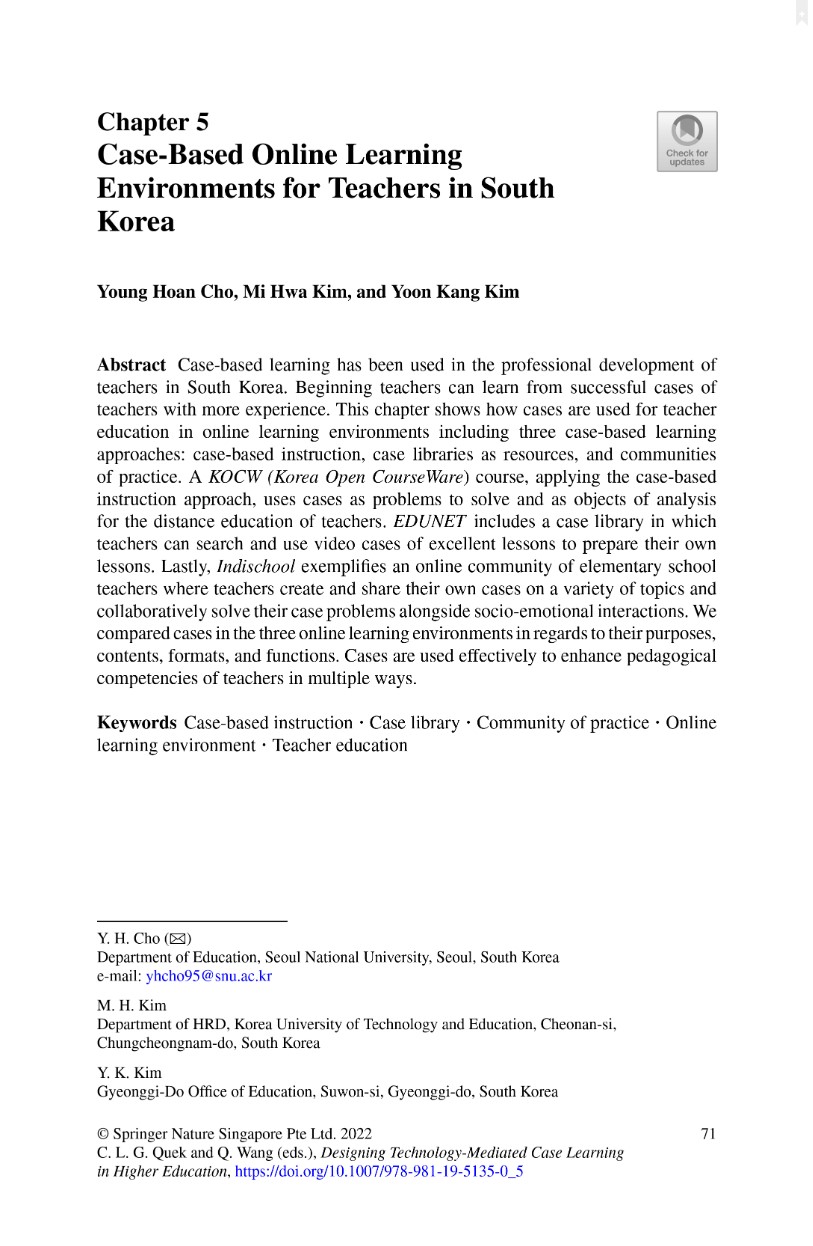 Chapter 5
Case-Based Online Learning
Environments for Teachers in South
Korea
Check for
updates
Young Hoan Cho, Mi Hwa Kim, and Yoon Kang Kim
Abstract Case-based learning has been used in the professional development of
teachers in South Korea. Beginning teachers can learn from successful cases of
teachers with more experience. This chapter shows how cases are used for teacher
education in online learning environments including three case-based learning
approaches: case-based instruction, case libraries as resources, and communities
of practice. A KOCW (Korea Open CourseWare) course, applying the case-based
instruction approach, uses cases as problems to solve and as objects of analysis
for the distance education of teachers. EDUNET includes a case library in which
teachers can search and use video cases of excellent lessons to prepare their own
lessons. Lastly, Indischool exemplifies an online community of elementary school
teachers where teachers create and share their own cases on a variety of topics and
collaboratively solve their case problems alongside socio-emotional interactions. We
compared cases in the three online learning environments in regards to their purposes,
contents, formats, and functions. Cases are used effectively to enhance pedagogical
competencies of teachers in multiple ways.
Keywords Case-based instruction · Case library · Community of practice · Online
learning environment · Teacher education
Y. H. Cho (✉)
Department of Education, Seoul National University, Seoul, South Korea
e-mail: yhcho95@snu.ac.kr
M. H. Kim
Department of HRD, Korea University of Technology and Education, Cheonan-si,
Chungcheongnam-do, South Korea
Y. K. Kim
Gyeonggi-Do Office of Education, Suwon-si, Gyeonggi-do, South Korea
© Springer Nature Singapore Pte Ltd. 2022 71
C. L. G. Quek and Q. Wang (eds.), Designing Technology-Mediated Case Learning
in Higher Education, https://doi.org/10.1007/978-981-19-5135-0_5